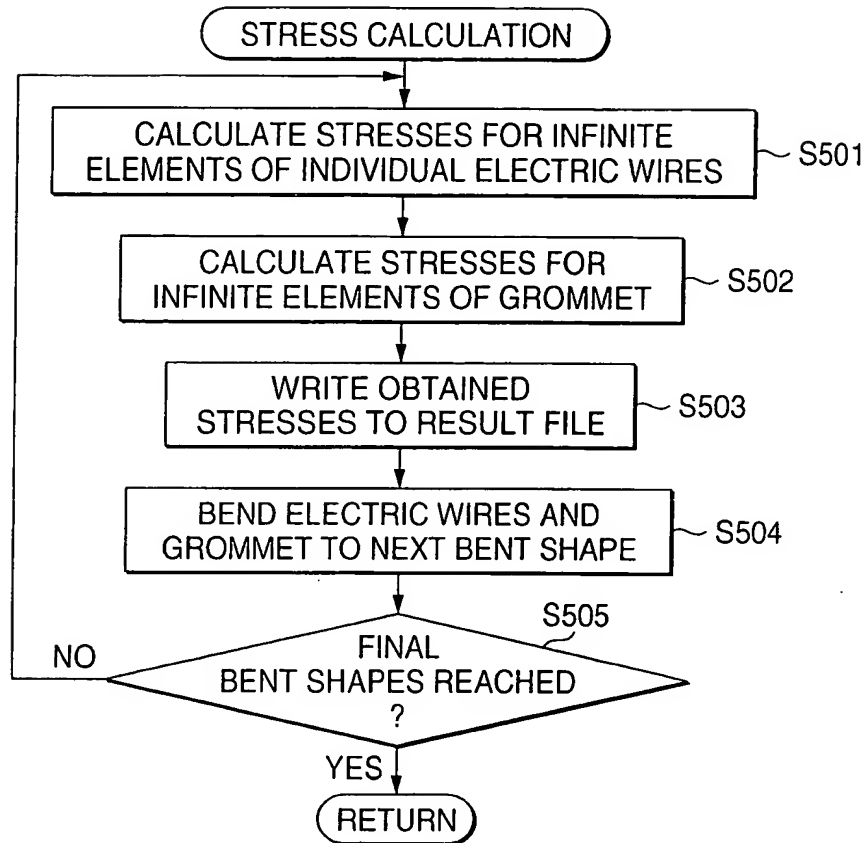 STRESS CALCULATION
CALCULATE STRESSES FOR INFINITE
ELEMENTS OF INDIVIDUAL ELECTRIC WIRES
S501
CALCULATE STRESSES FOR
INFINITE ELEMENTS OF GROMMET
S502
WRITE OBTAINED
STRESSES TO RESULT FILE
S503
BEND ELECTRIC WIRES AND
GROMMET TO NEXT BENT SHAPE
S504
S505
FINAL
BENT SHAPES REACHED
?
NO
YES
RETURN